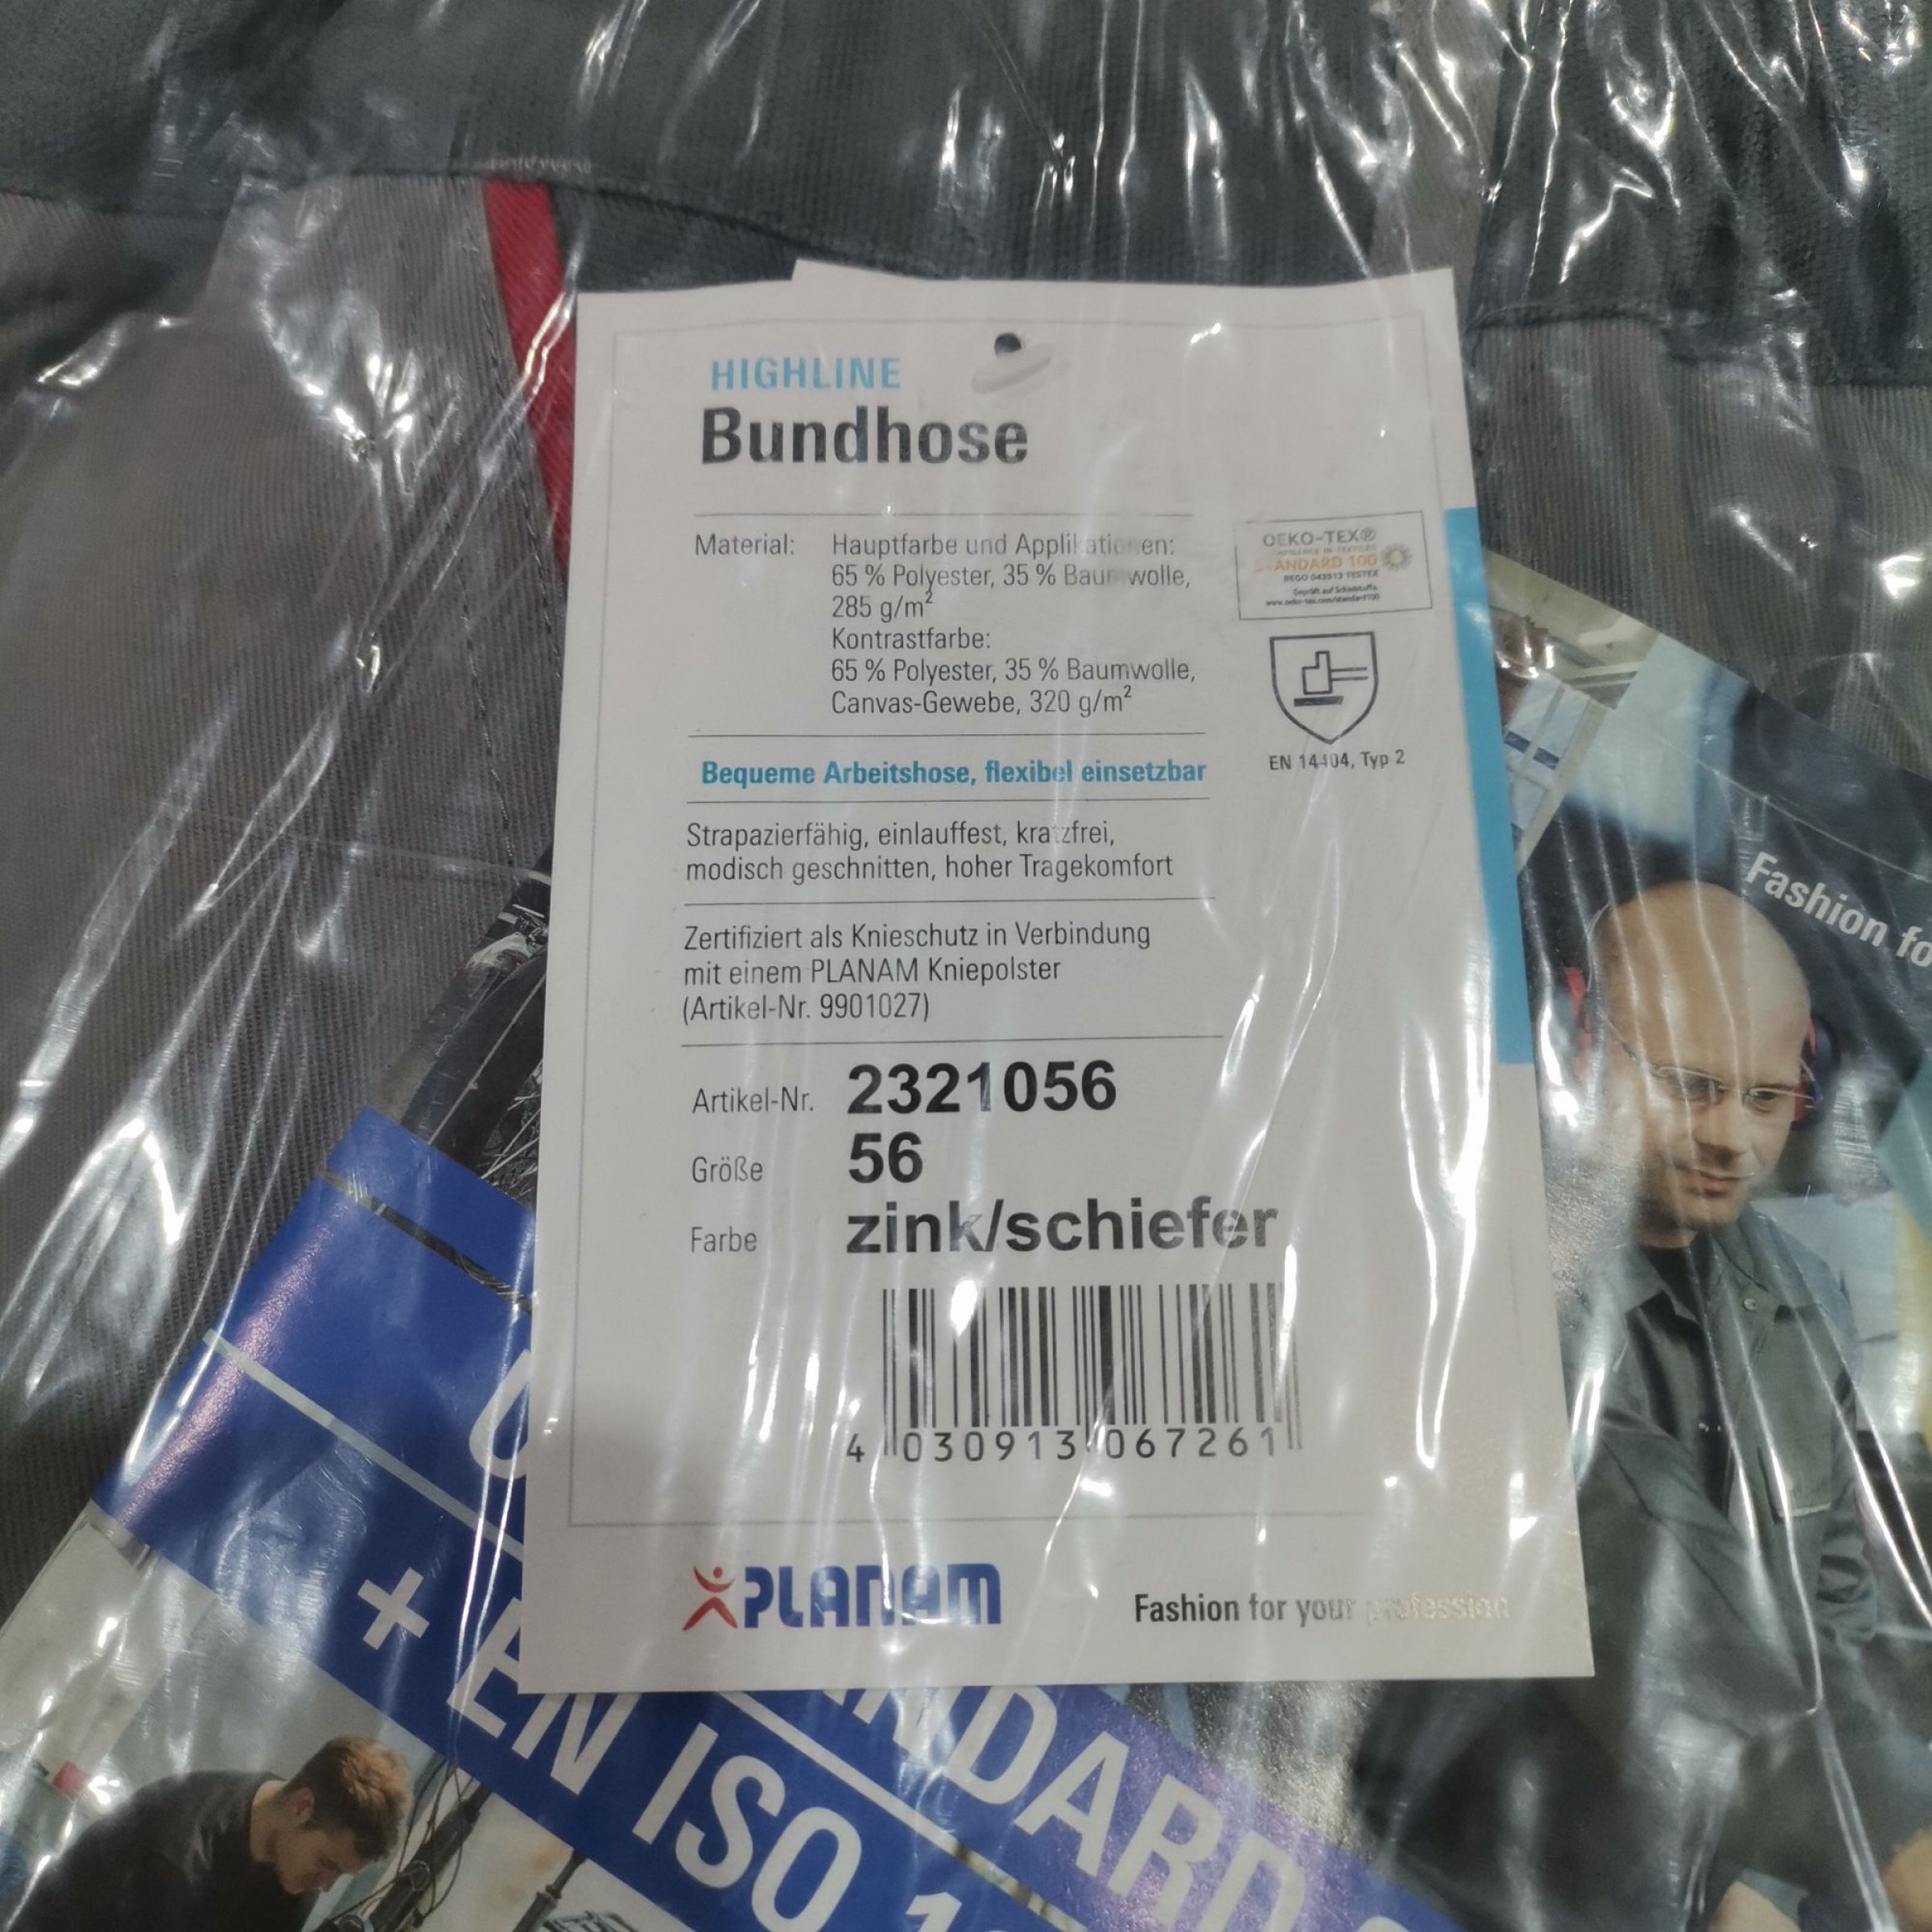 HIGHLINE
Bundhose
Material: Hauptfarbe und Applikationen:
65 % Polyester, 35 % Baumwolle,
285 g/m²
Kontrastfarbe:
65 % Polyester, 35 % Baumwolle,
Canvas-Gewebe, 320 g/m²
OEKO-TEX®
STANDARD 100
EN 14404, Typ 2
Bequeme Arbeitshose, flexibel einsetzbar
Strapazierfähig, einlauffest, kratzfrei,
modisch geschnitten, hoher Tragekomfort
Zertifiziert als Knieschutz in Verbindung
mit einem PLANAM Kniepolster
(Artikel-Nr. 9901027)
Artikel-Nr. 2321056
Größe 56
Farbe zink/schiefer
4 030913 067261
PLANAM
Fashion for your profession
Fashion fo
NDARD
+ EN ISO 1